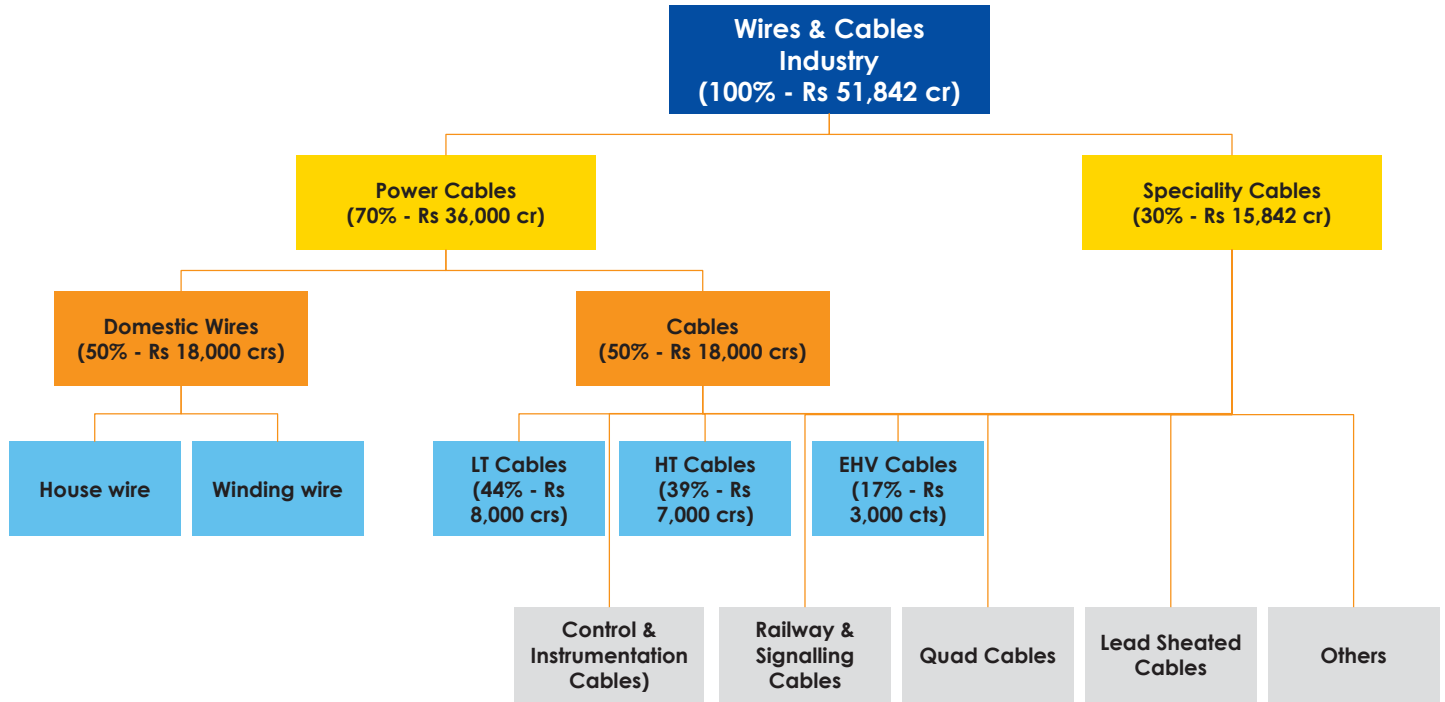 Wires & Cables
Industry
(100% - Rs 51,842 cr)
Power Cables
(70% - Rs 36,000 cr)
Speciality Cables
(30% - Rs 15,842 cr)
Domestic Wires
(50% - Rs 18,000 crs)
Cables
(50% - Rs 18,000 crs)
House wire
Winding wire
LT Cables
(44% - Rs
8,000 crs)
HT Cables
(39% - Rs
7,000 crs)
EHV Cables
(17% - Rs
3,000 cts)
Control &
Instrumentation
Cables)
Railway &
Signalling
Cables
Quad Cables
Lead Sheated
Cables
Others